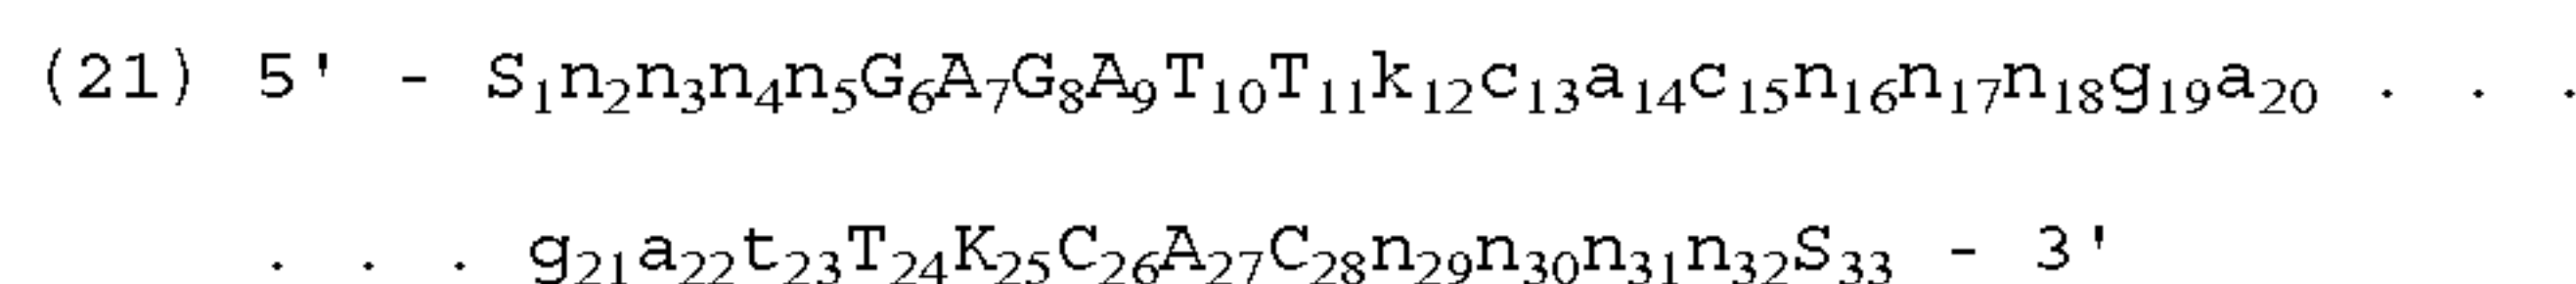 (21) 5' - S₁n₂n₃n₄n₅G₆A₇G₈A₉T₁₀T₁₁k₁₂c₁₃a₁₄c₁₅n₁₆n₁₇n₁₈g₁₉a₂₀ . . .
. . . g₂₁a₂₂t₂₃T₂₄K₂₅C₂₆A₂₇C₂₈n₂₉n₃₀n₃₁n₃₂S₃₃ - 3'